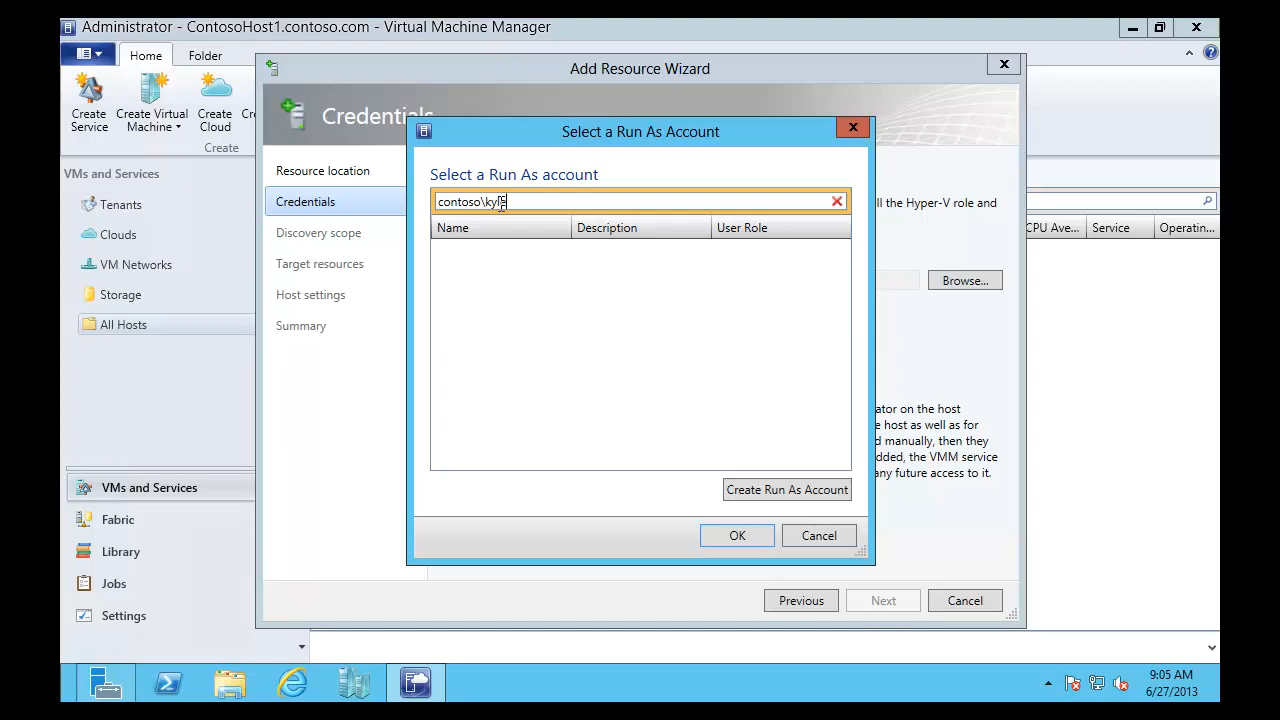 Administrator - ContosoHost1.contoso.com - Virtual Machine Manager
Home
Folder
Create
Service
Create Virtual
Machine
Create
Cloud
Create
VMs and Services
Tenants
Clouds
VM Networks
Storage
All Hosts
VMs and Services
Fabric
Library
Jobs
Settings
Add Resource Wizard
Credentials
Resource location
Credentials
Discovery scope
Target resources
Host settings
Summary
ll the Hyper-V role and
Browse...
ator on the host
e host as well as for
d manually, then they
dded, the VMM service
any future access to it.
Previous
Next
Cancel
Select a Run As Account
Select a Run As account
Name
Description
User Role
Create Run As Account
OK
Cancel
CPU Ave...
Service
Operatin...
9:05 AM
6/27/2013